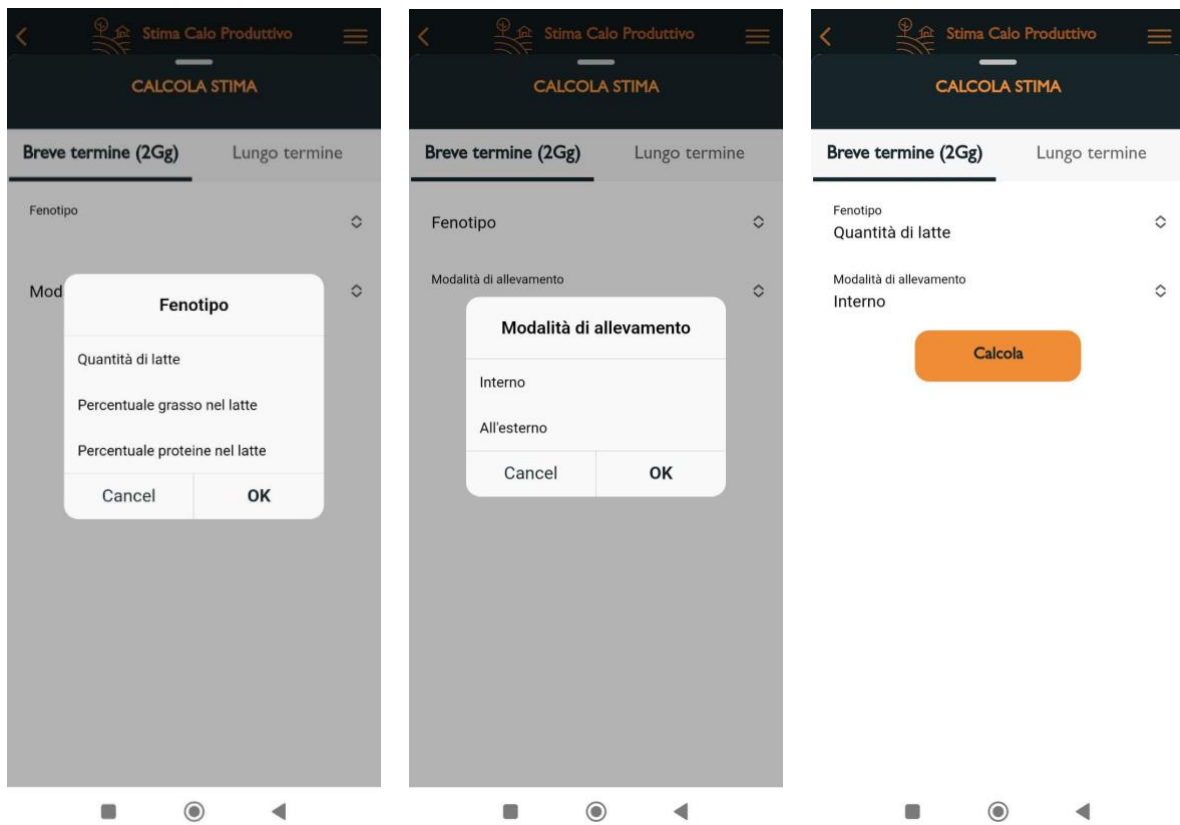 Stima Calo Produttivo
CALCOLA STIMA
Breve termine (2Gg)
Lungo termine
Fenotipo
Mod
Fenotipo
Quantità di latte
Percentuale grasso nel latte
Percentuale proteine nel latte
Cancel
OK
Stima Calo Produttivo
CALCOLA STIMA
Breve termine (2Gg)
Lungo termine
Fenotipo
Modalità di allevamento
Modalità di allevamento
Interno
All'esterno
Cancel
OK
Stima Calo Produttivo
CALCOLA STIMA
Breve termine (2Gg)
Lungo termine
Fenotipo
Quantità di latte
Modalità di allevamento
Interno
Calcola